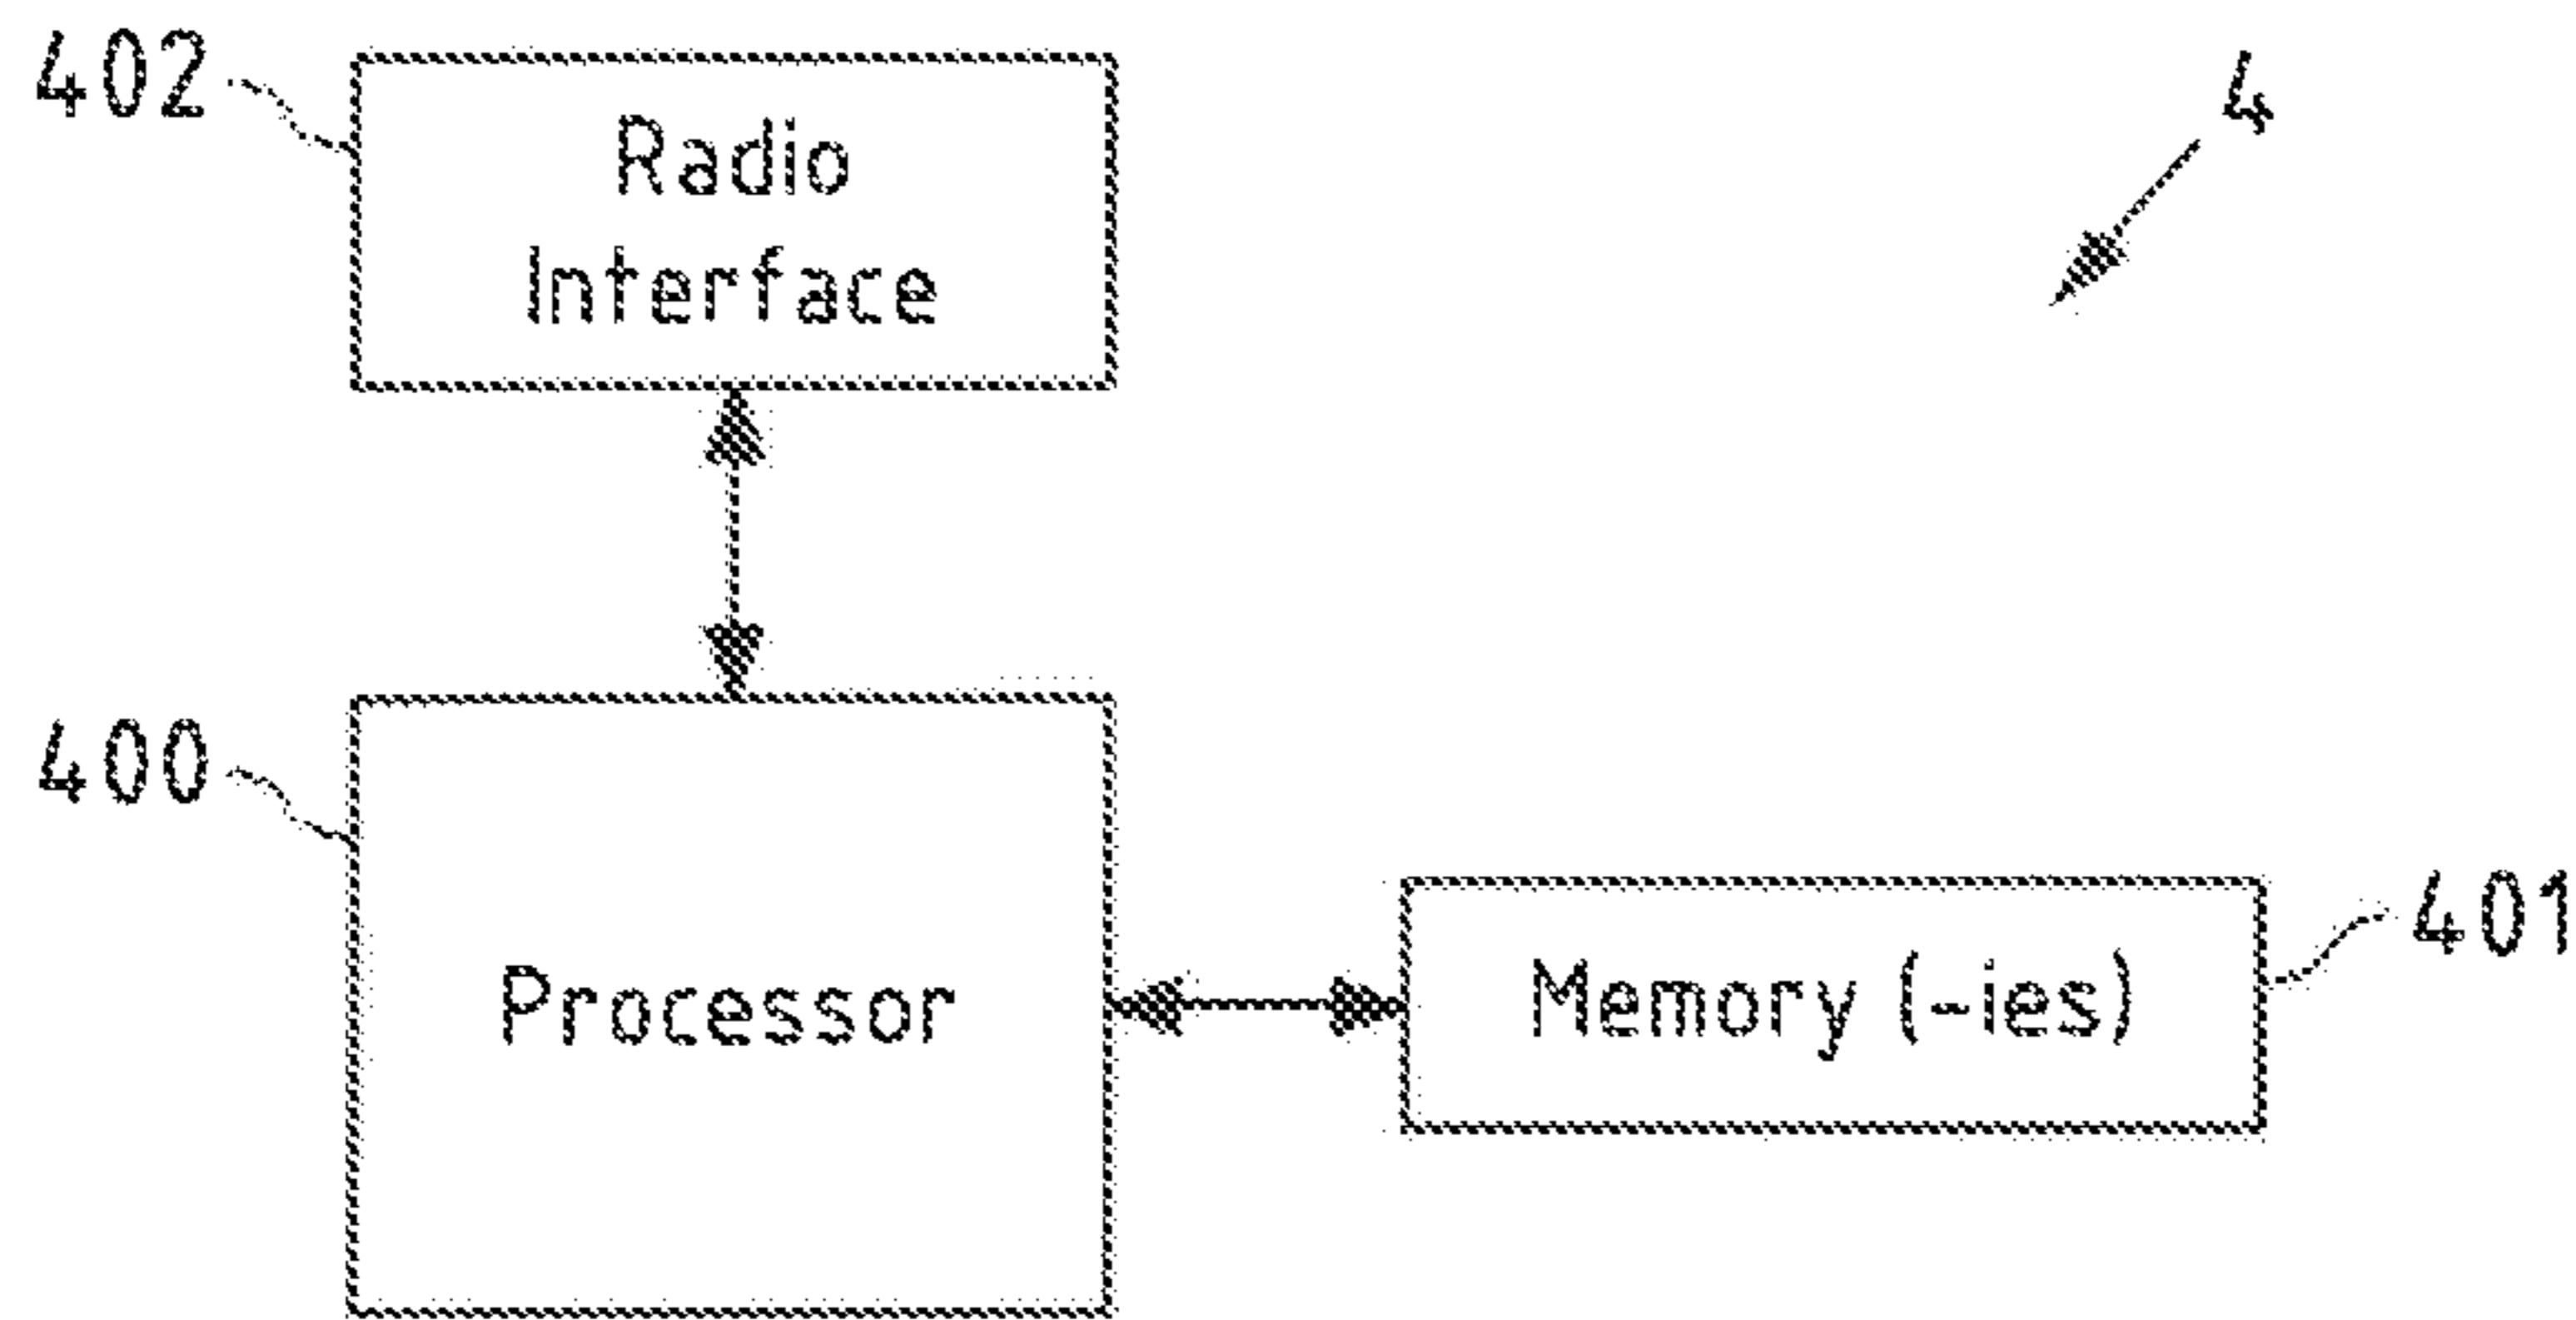 402
Radio
Interface
4
400
Processor
Memory (-ies)
401